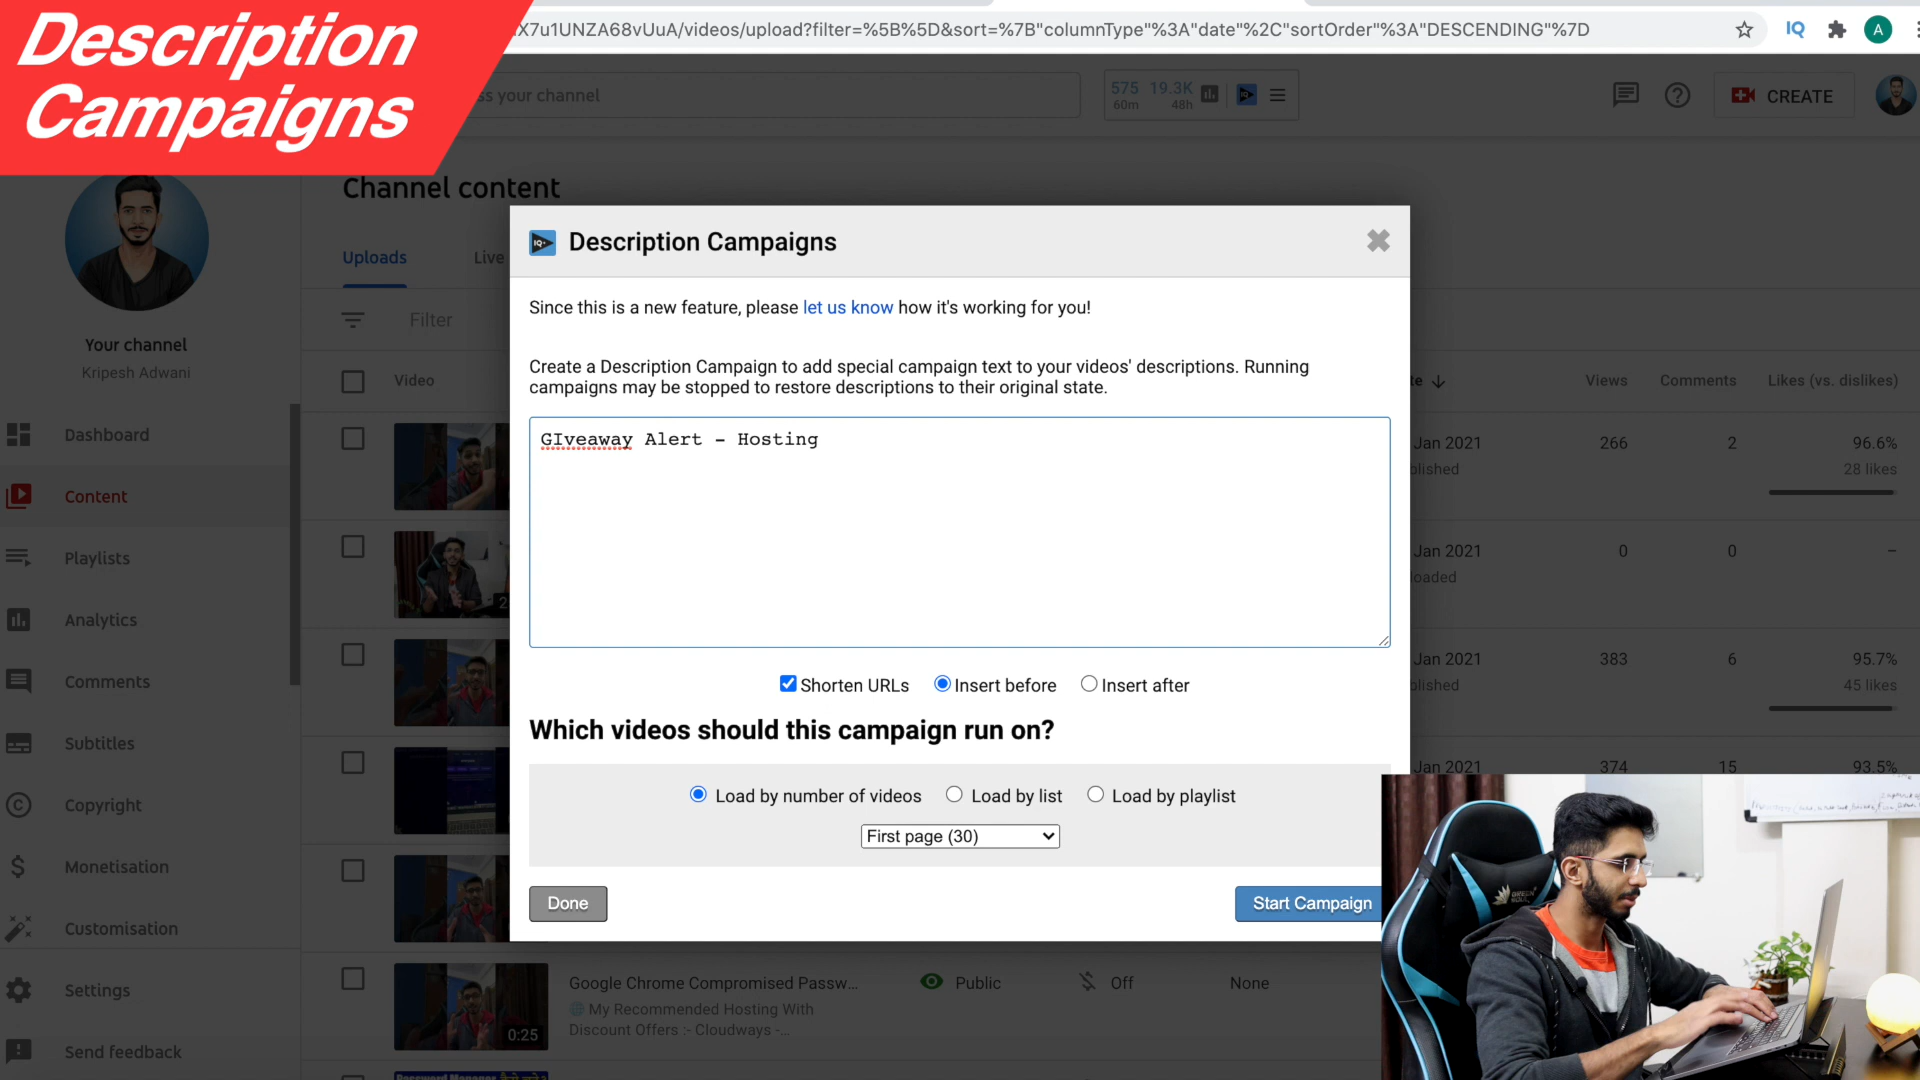 Description
Campaigns
X7u1UNZA68vUuA/videos/upload?filter=%5B%5D&sort=%7B"columnType"%3A"date"%2C"sortOrder"%3A"DESCENDING"%7D
IQ
A
ss your channel
575 19.3K
60m 48h
CREATE
Channel content
Uploads
Live
Filter
Your channel
Kripesh Adwani
Video
te
Views
Comments
Likes (vs. dislikes)
Dashboard
Content
Playlists
Analytics
Comments
Subtitles
Copyright
Monetisation
Customisation
Settings
Send feedback
IQ
Description Campaigns
Since this is a new feature, please let us know how it's working for you!
Create a Description Campaign to add special campaign text to your videos' descriptions. Running
campaigns may be stopped to restore descriptions to their original state.
GIveaway Alert - Hosting
Shorten URLs
Insert before
Insert after
Which videos should this campaign run on?
Load by number of videos
Load by list
Load by playlist
First page (30)
Done
Start Campaign
Jan 2021 266 2 96.6%
blished 28 likes
Jan 2021 0 0 –
loaded
Jan 2021 383 6 95.7%
blished 45 likes
Jan 2021 374 15 93.5%
Google Chrome Compromised Passw...
Public
Off
None
My Recommended Hosting With
Discount Offers :- Cloudways -...
0:25